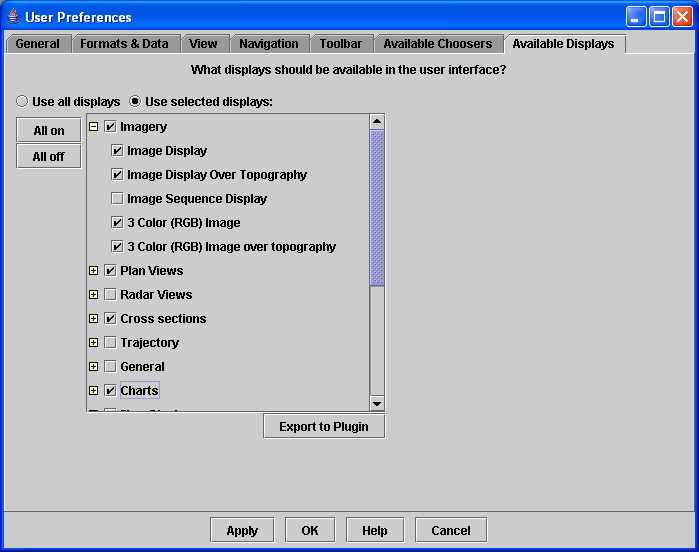 User Preferences
General Formats & Data View Navigation Toolbar Available Choosers Available Displays
What displays should be available in the user interface?
Use all displays Use selected displays:
All on
All off
Imagery
Image Display
Image Display Over Topography
Image Sequence Display
3 Color (RGB) Image
3 Color (RGB) Image over topography
Plan Views
Radar Views
Cross sections
Trajectory
General
Charts
Export to Plugin
Apply OK Help Cancel